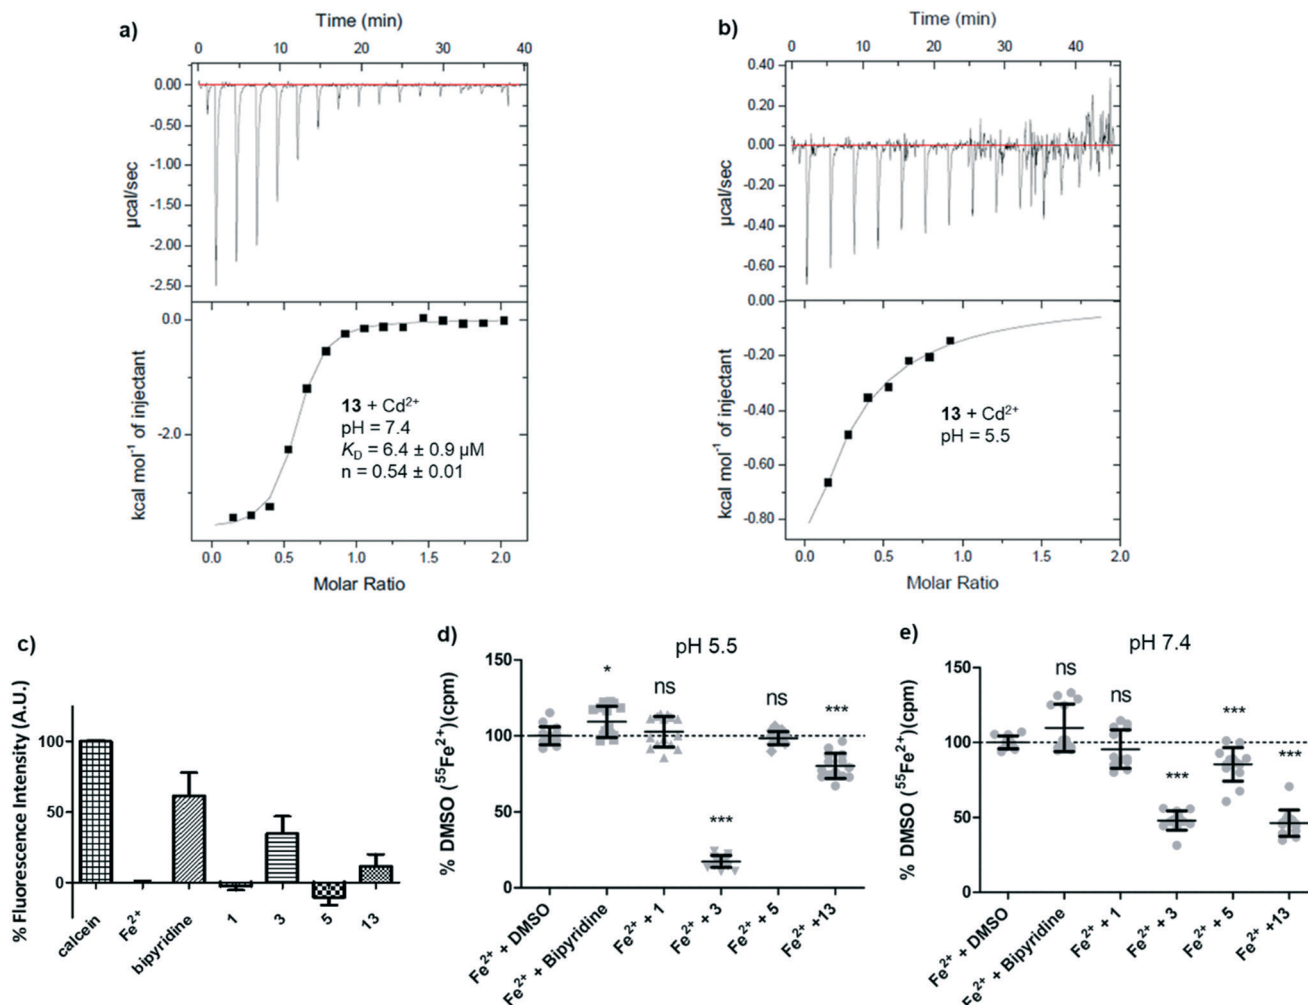 a)
Time (min)
0 10 20 30 40
0.00
-0.50
-1.00
-1.50
-2.00
-2.50
µcal/sec
0.0
-2.0
kcal mol⁻¹ of injectant
13 + Cd²⁺
pH = 7.4
K_D = 6.4 ± 0.9 µM
n = 0.54 ± 0.01
0.0 0.5 1.0 1.5 2.0
Molar Ratio
b)
Time (min)
0 10 20 30 40
0.40
0.20
0.00
-0.20
-0.40
-0.60
µcal/sec
0.00
-0.20
-0.40
-0.60
-0.80
kcal mol⁻¹ of injectant
13 + Cd²⁺
pH = 5.5
0.0 0.5 1.0 1.5 2.0
Molar Ratio
c)
% Fluorescence Intensity (A.U.)
100
50
0
calcein
Fe²⁺
bipyridine
1
3
5
13
d)
pH 5.5
% DMSO (⁵⁵Fe²⁺)(cpm)
150
100
50
0
*
ns
***
ns
***
Fe²⁺ + DMSO
Fe²⁺ + Bipyridine
Fe²⁺ + 1
Fe²⁺ + 3
Fe²⁺ + 5
Fe²⁺ +13
e)
pH 7.4
% DMSO (⁵⁵Fe²⁺)(cpm)
150
100
50
0
ns
ns
***
***
***
Fe²⁺ + DMSO
Fe²⁺ + Bipyridine
Fe²⁺ + 1
Fe²⁺ + 3
Fe²⁺ + 5
Fe²⁺ +13